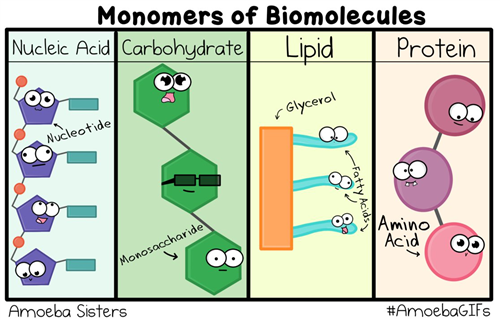 Monomers of Biomolecules
Nucleic Acid
Nucleotide
Carbohydrate
Monosaccharide
Lipid
Glycerol
Fatty Acids
Protein
Amino
Acid
Amoeba Sisters
#AmoebaGIFs